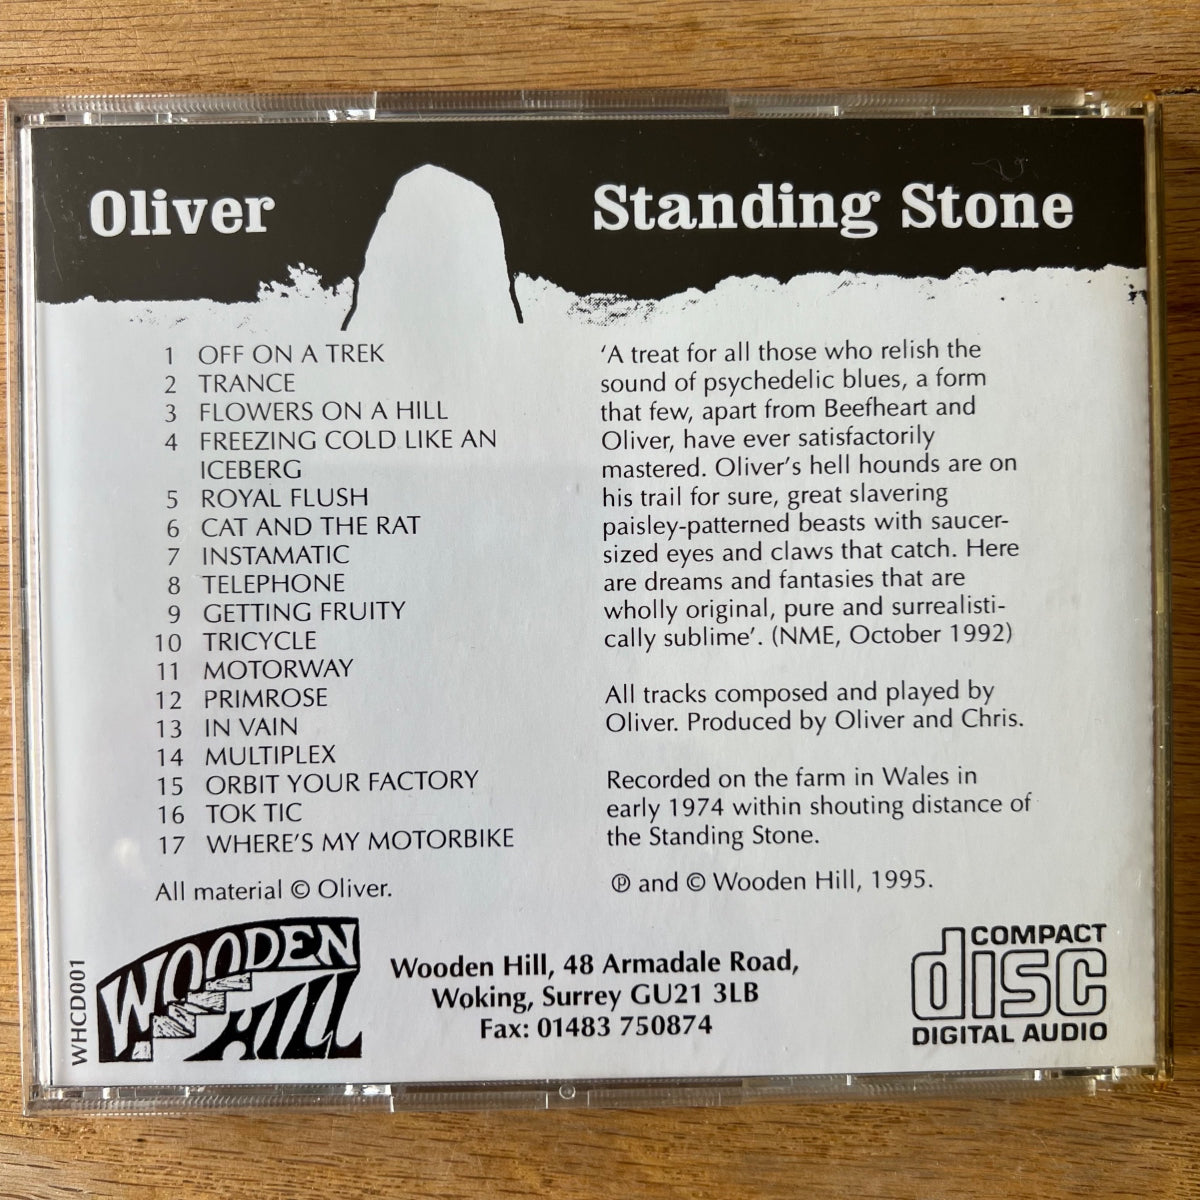 Oliver
Standing Stone
1 OFF ON A TREK
2 TRANCE
3 FLOWERS ON A HILL
4 FREEZING COLD LIKE AN
ICEBERG
5 ROYAL FLUSH
6 CAT AND THE RAT
7 INSTAMATIC
8 TELEPHONE
9 GETTING FRUITY
10 TRICYCLE
11 MOTORWAY
12 PRIMROSE
13 IN VAIN
14 MULTIPLEX
15 ORBIT YOUR FACTORY
16 TOK TIC
17 WHERE'S MY MOTORBIKE
All material © Oliver.
‘A treat for all those who relish the
sound of psychedelic blues, a form
that few, apart from Beefheart and
Oliver, have ever satisfactorily
mastered. Oliver's hell hounds are on
his trail for sure, great slavering
paisley-patterned beasts with saucer-
sized eyes and claws that catch. Here
are dreams and fantasies that are
wholly original, pure and surrealisti-
cally sublime’. (NME, October 1992)
All tracks composed and played by
Oliver. Produced by Oliver and Chris.
Recorded on the farm in Wales in
early 1974 within shouting distance of
the Standing Stone.
℗ and © Wooden Hill, 1995.
WHCD001
WOODEN
HILL
Wooden Hill, 48 Armadale Road,
Woking, Surrey GU21 3LB
Fax: 01483 750874
COMPACT
disc
DIGITAL AUDIO